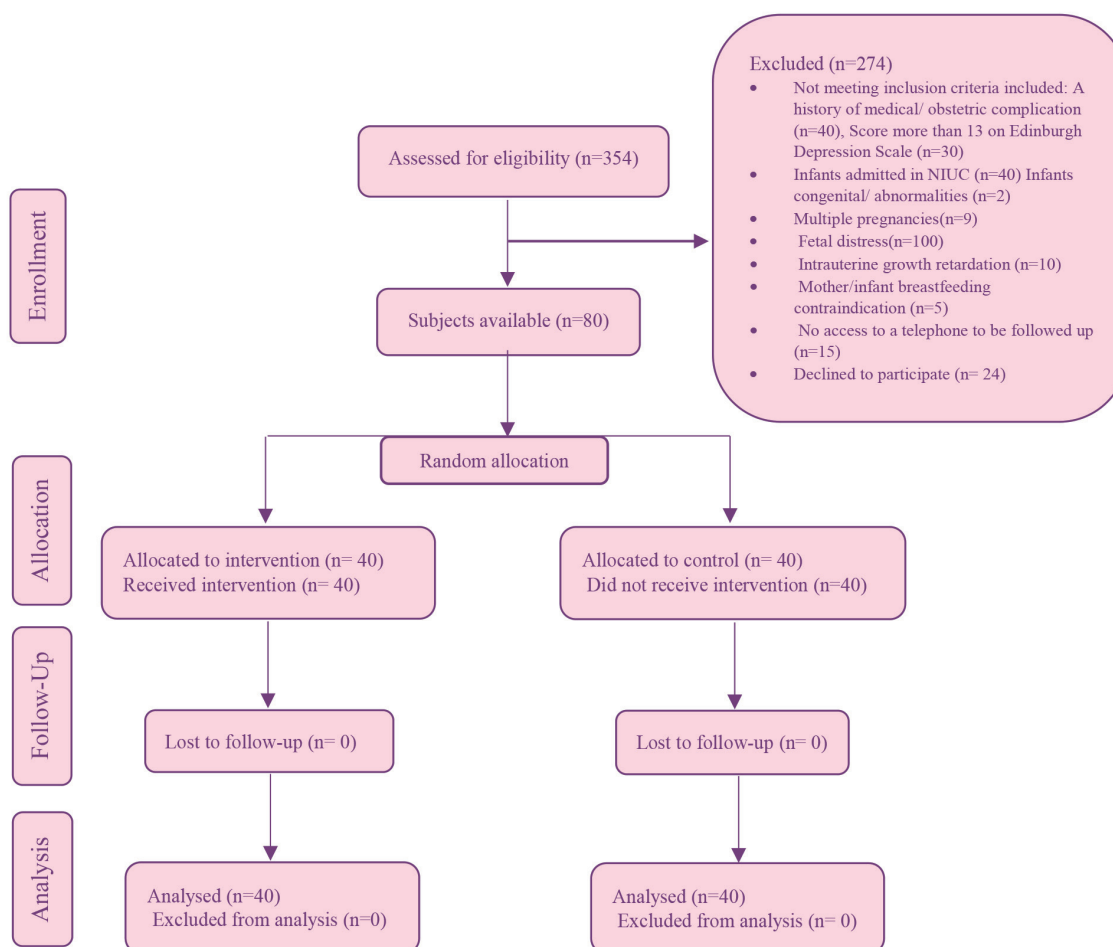 Enrollment
Assessed for eligibility (n=354)
Excluded (n=274)
• Not meeting inclusion criteria included: A
history of medical/ obstetric complication
(n=40), Score more than 13 on Edinburgh
Depression Scale (n=30)
• Infants admitted in NIUC (n=40) Infants
congenital/ abnormalities (n=2)
• Multiple pregnancies(n=9)
• Fetal distress(n=100)
• Intrauterine growth retardation (n=10)
• Mother/infant breastfeeding
contraindication (n=5)
• No access to a telephone to be followed up
(n=15)
• Declined to participate (n= 24)
Subjects available (n=80)
Random allocation
Allocation
Allocated to intervention (n= 40)
Received intervention (n= 40)
Allocated to control (n= 40)
Did not receive intervention (n=40)
Follow-Up
Lost to follow-up (n= 0)
Lost to follow-up (n= 0)
Analysis
Analysed (n=40)
Excluded from analysis (n=0)
Analysed (n=40)
Excluded from analysis (n= 0)